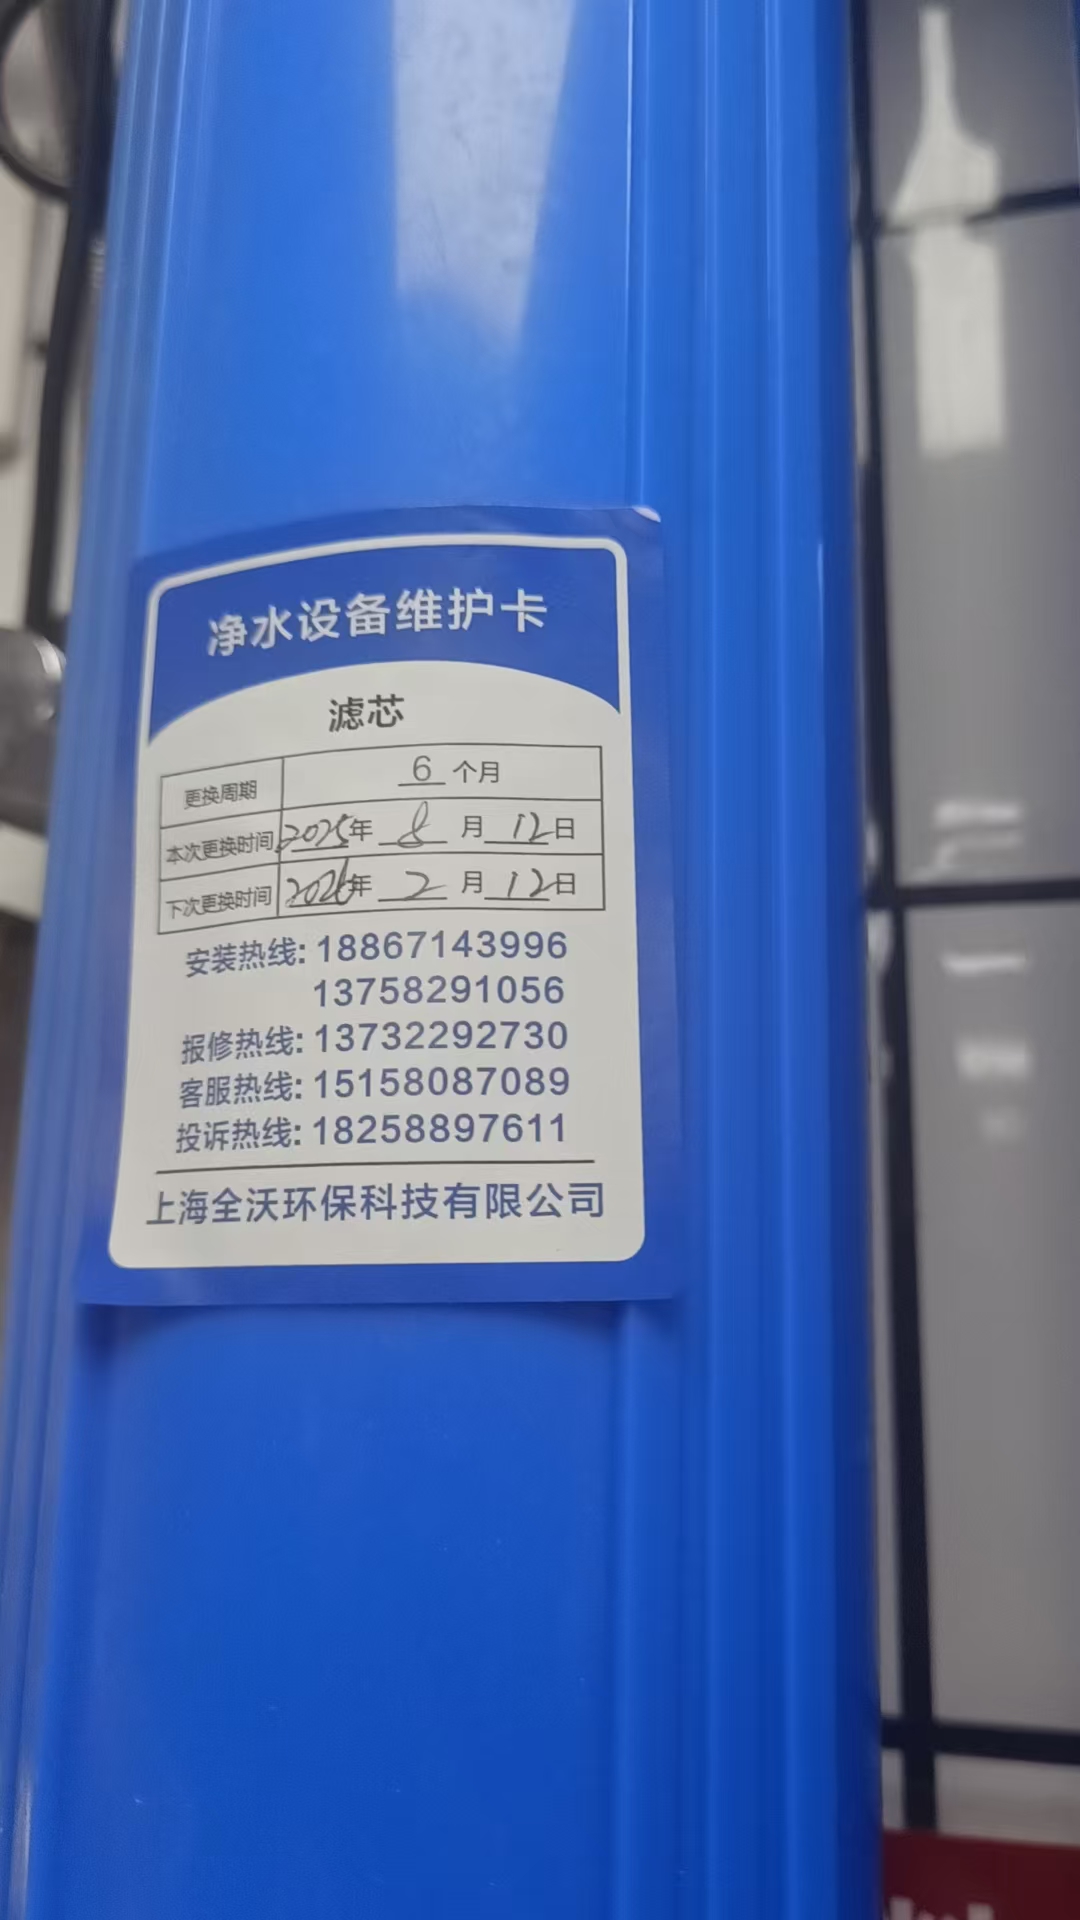 净水设备维护卡
滤芯
更换周期 6 个月
本次更换时间 2025年 8 月 12日
下次更换时间 2026年 2 月 12日
安装热线: 18867143996
13758291056
报修热线: 13732292730
客服热线: 15158087089
投诉热线: 18258897611
上海全沃环保科技有限公司